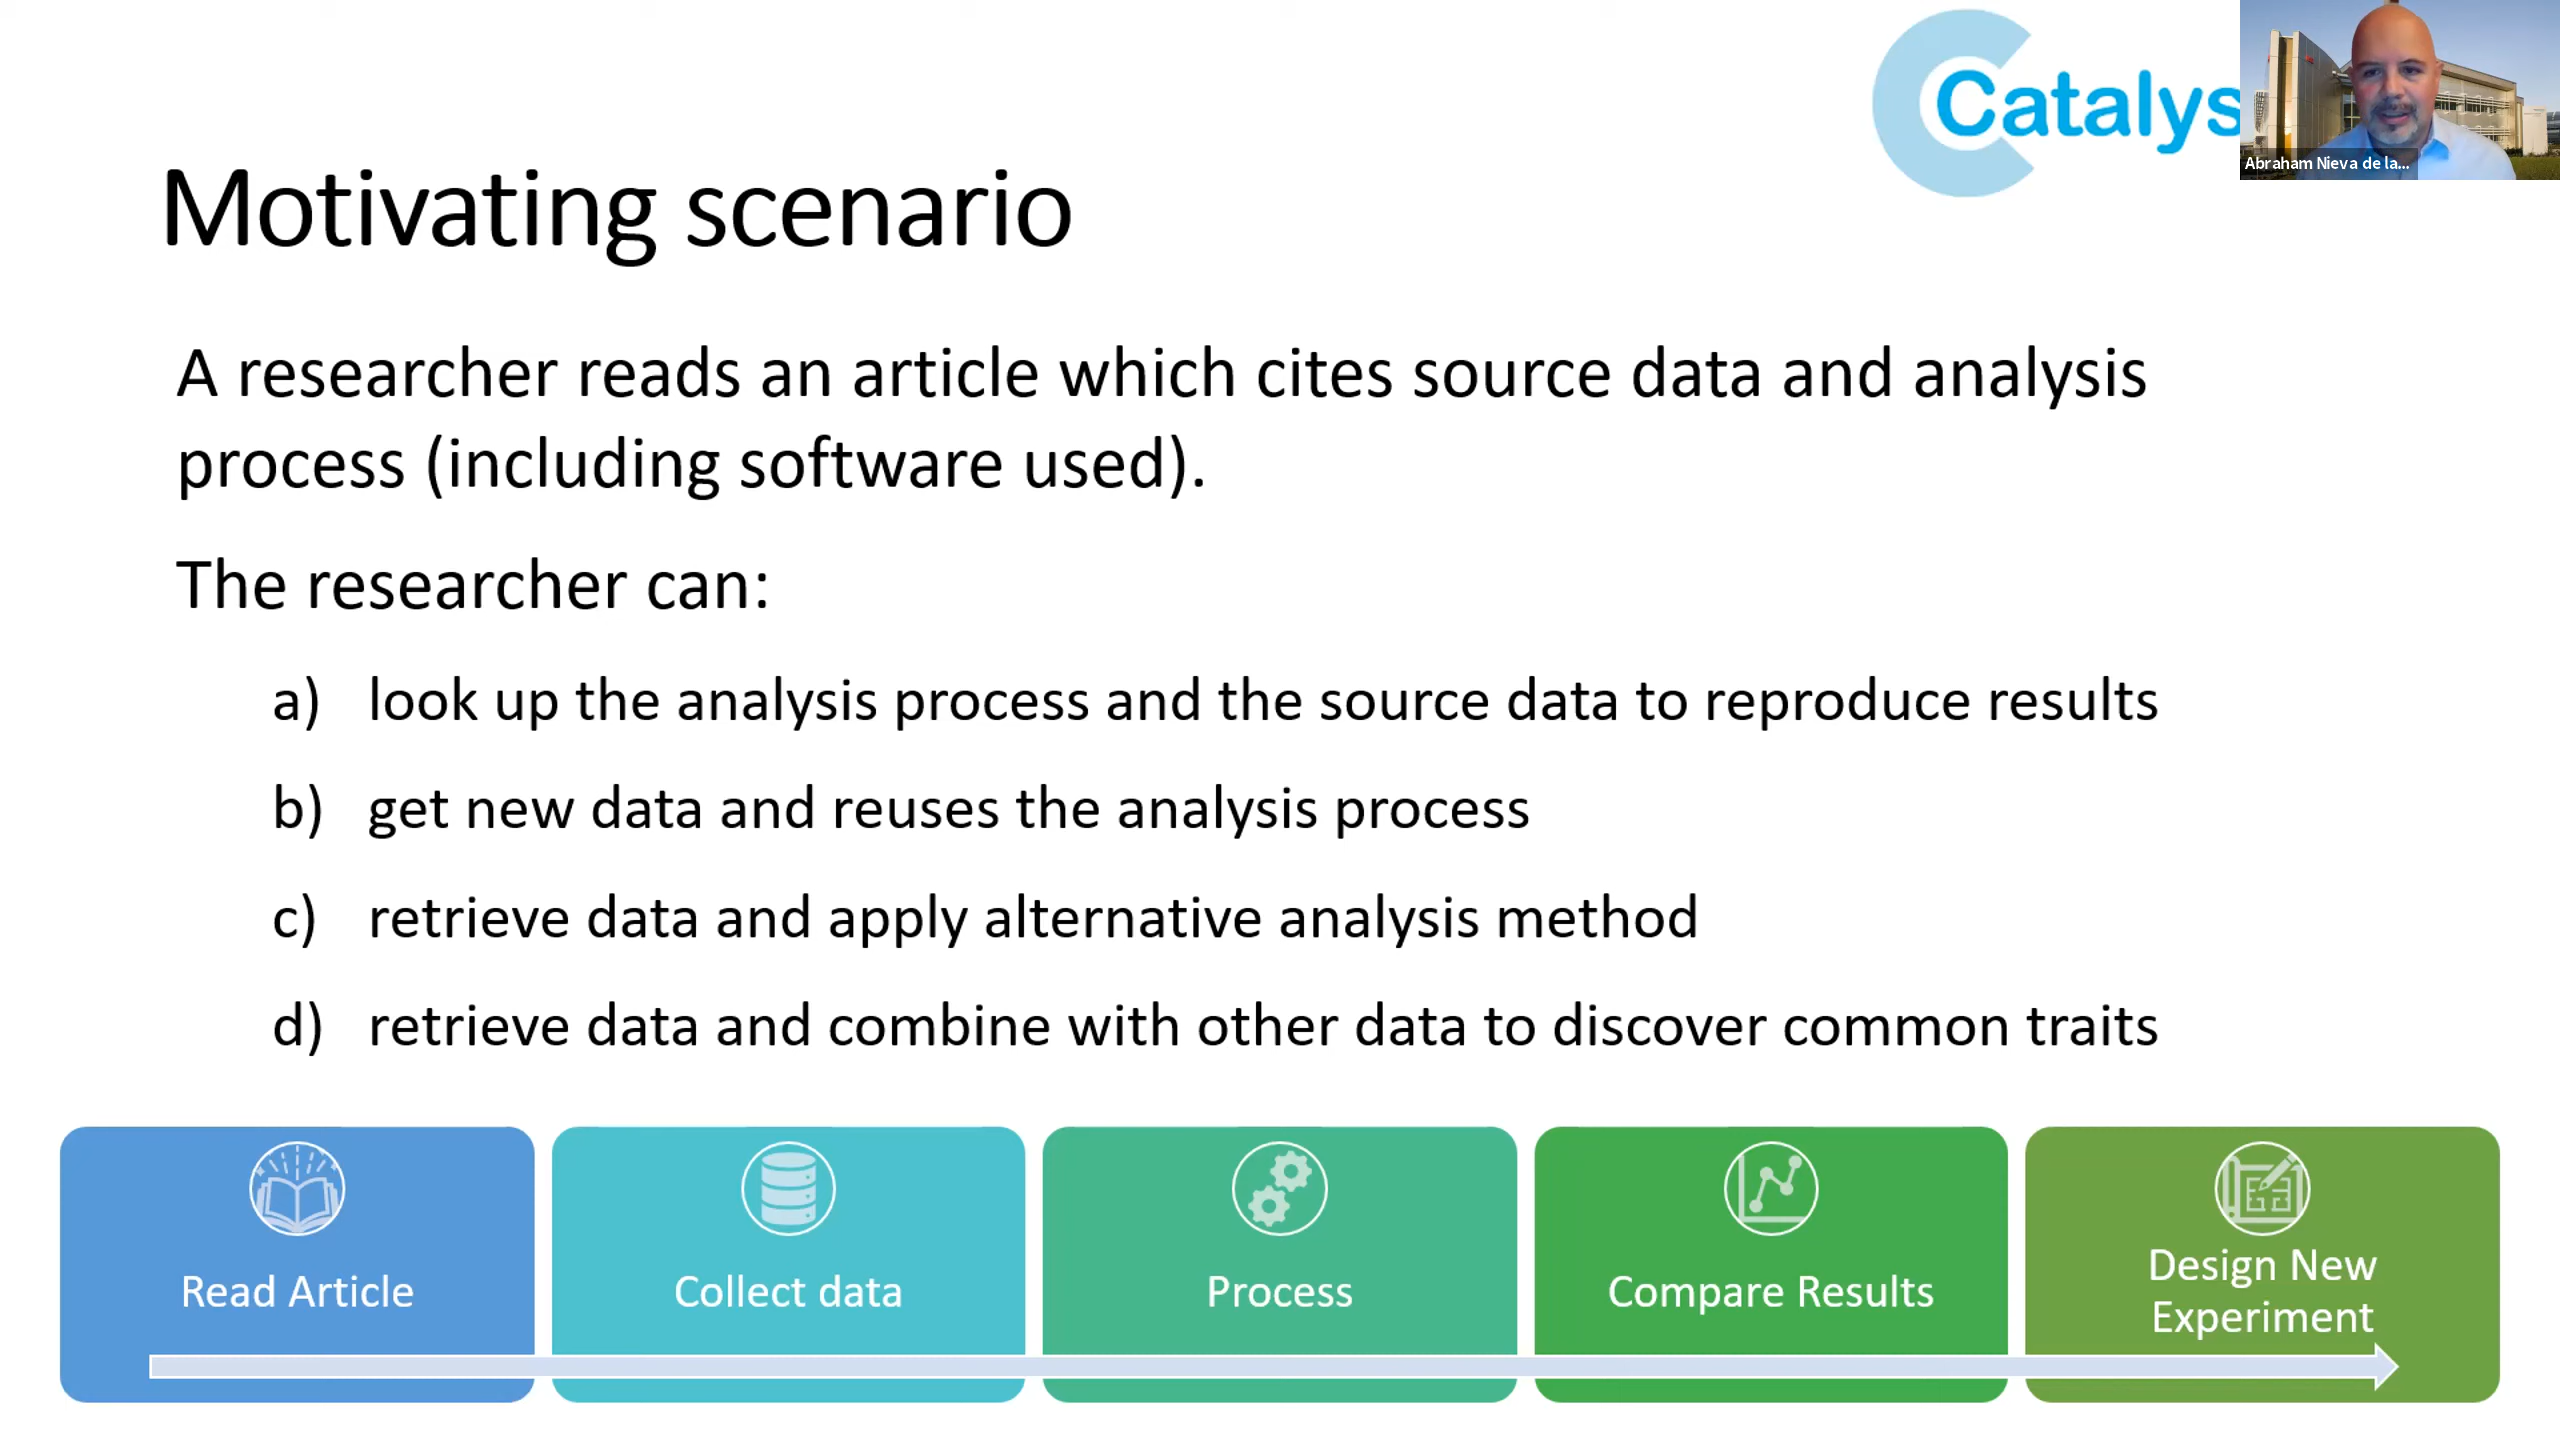 Catalys
Abraham Nieva de la...
Motivating scenario
A researcher reads an article which cites source data and analysis
process (including software used).
The researcher can:
a) look up the analysis process and the source data to reproduce results
b) get new data and reuses the analysis process
c) retrieve data and apply alternative analysis method
d) retrieve data and combine with other data to discover common traits
Read Article
Collect data
Process
Compare Results
Design New
Experiment